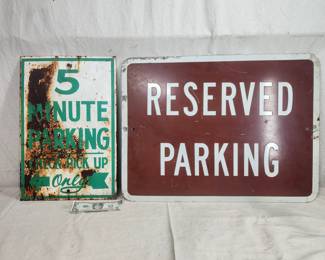 5
MINUTE
PARKING
PICK UP
Only
RESERVED
PARKING